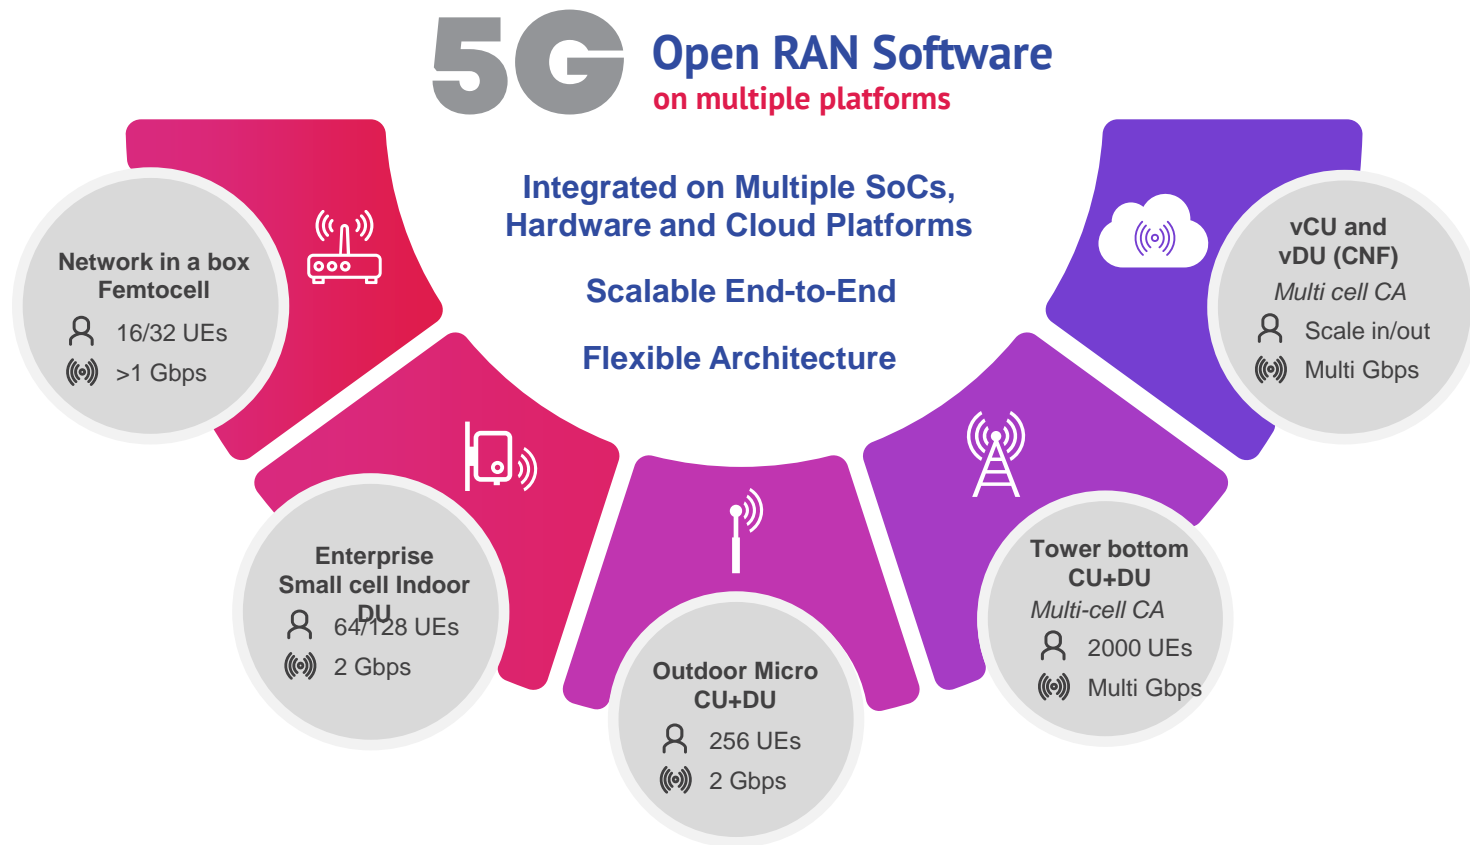 5G
Open RAN Software
on multiple platforms
Integrated on Multiple SoCs,
Hardware and Cloud Platforms
Scalable End-to-End
Flexible Architecture
Network in a box
Femtocell
16/32 UEs
>1 Gbps
Enterprise
Small cell Indoor
DU
64/128 UEs
2 Gbps
Outdoor Micro
CU+DU
256 UEs
2 Gbps
Tower bottom
CU+DU
Multi-cell CA
2000 UEs
Multi Gbps
vCU and
vDU (CNF)
Multi cell CA
Scale in/out
Multi Gbps